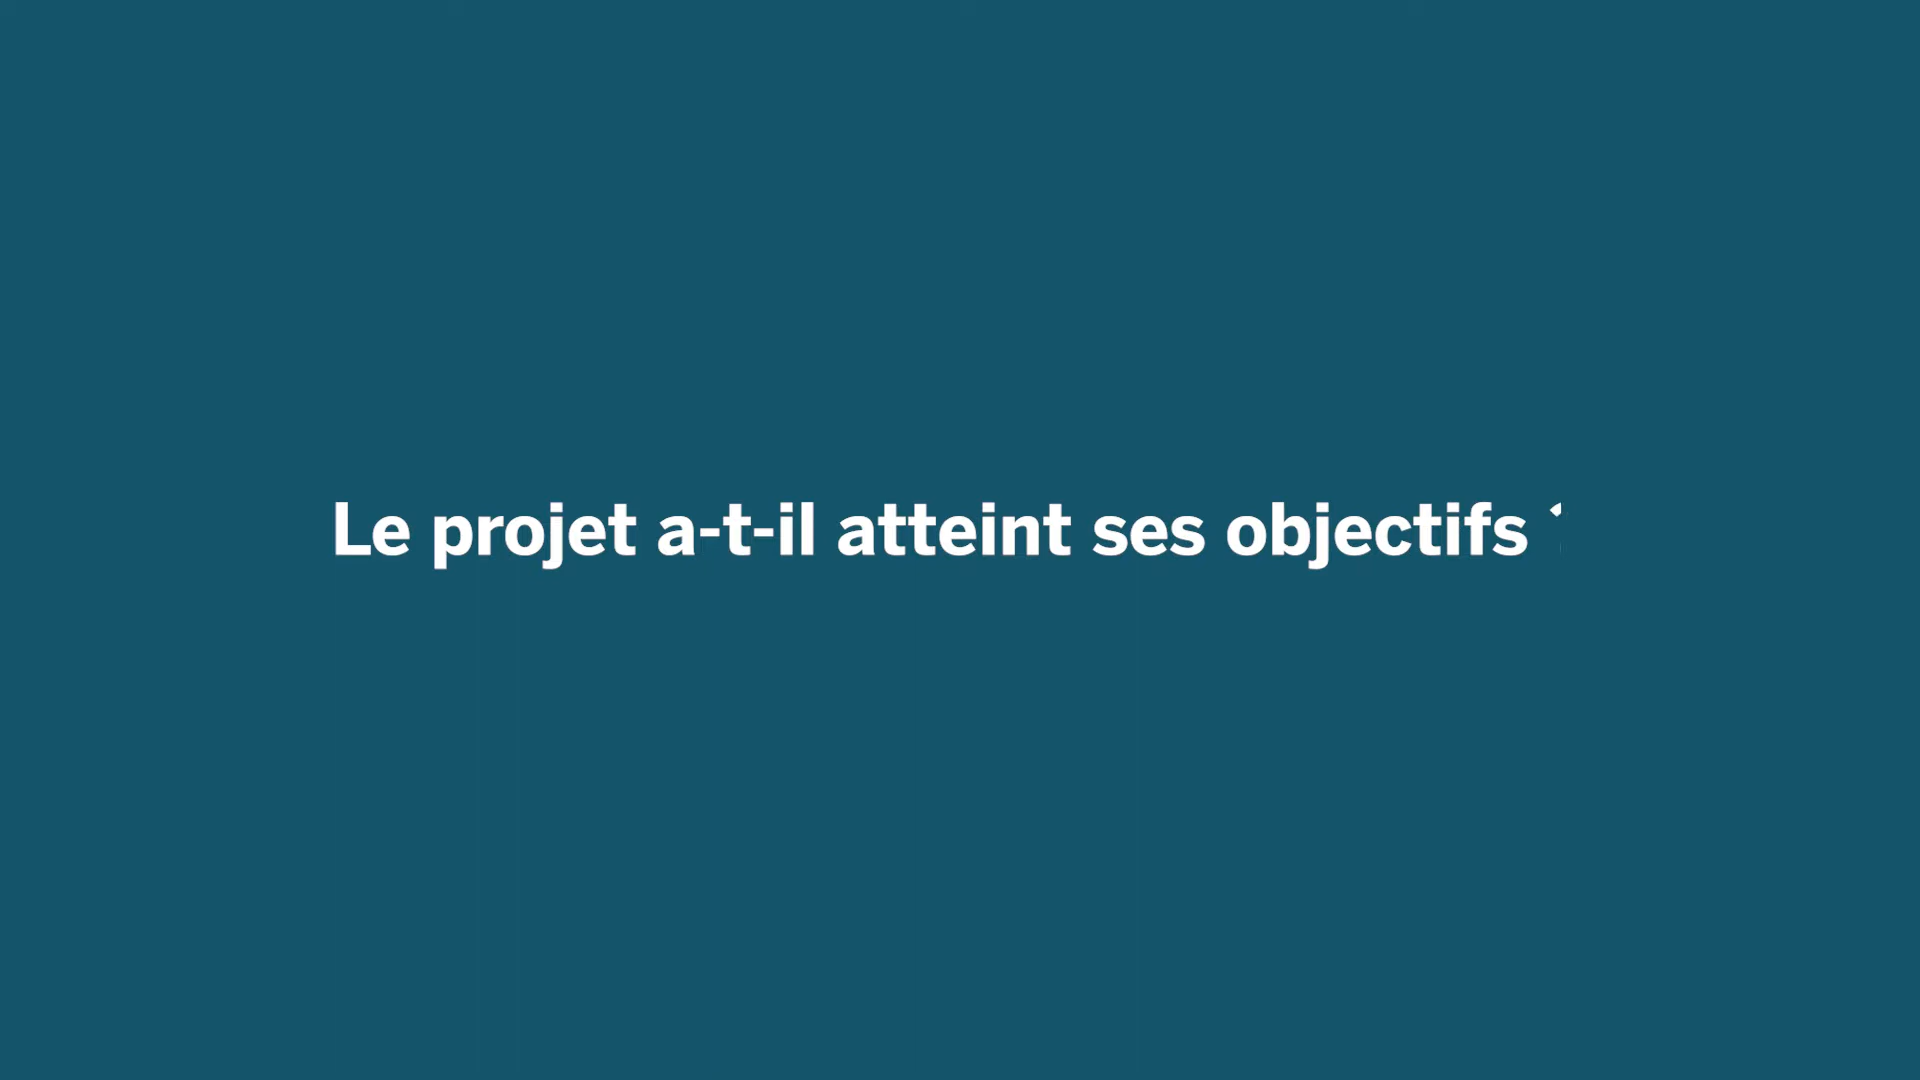 Le projet a-t-il atteint ses objectifs ?